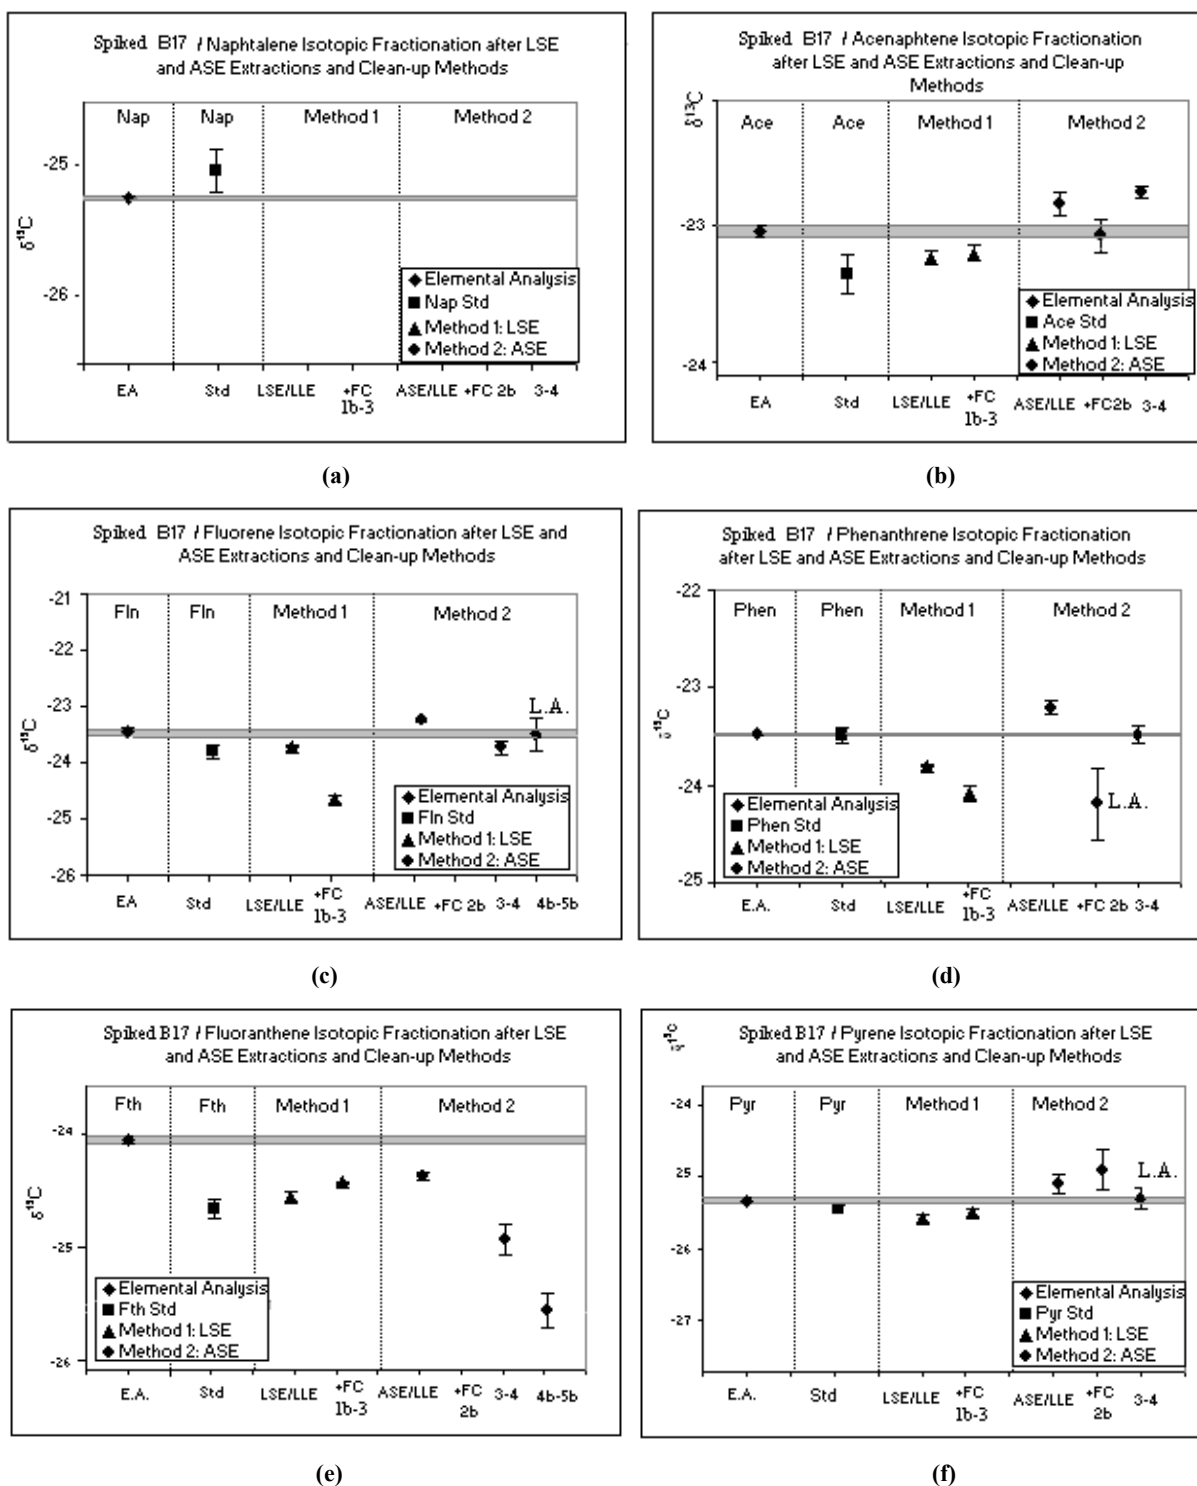 Spiked B17 / Naphtalene Isotopic Fractionation after LSE
and ASE Extractions and Clean-up Methods
Nap Nap Method 1 Method 2
-25
δ¹³C
-26
Elemental Analysis
Nap Std
Method 1: LSE
Method 2: ASE
EA Std LSE/LLE +FC 1b-3 ASE/LLE +FC 2b 3-4
(a)
Spiked B17 / Acenaphtene Isotopic Fractionation
after LSE and ASE Extractions and Clean-up
Methods
δ¹³C
Ace Ace Method 1 Method 2
-23
-24
Elemental Analysis
Ace Std
Method 1: LSE
Method 2: ASE
EA Std LSE/LLE +FC 1b-3 ASE/LLE +FC2b 3-4
(b)
Spiked B17 / Fluorene Isotopic Fractionation after LSE and
ASE Extractions and Clean-up Methods
-21
Fln Fln Method 1 Method 2
-22
-23
L.A.
δ¹³C
-24
-25
-26
Elemental Analysis
Fln Std
Method 1: LSE
Method 2: ASE
EA Std LSE/LLE +FC 1b-3 ASE/LLE +FC 2b 3-4 4b-5b
(c)
Spiked B17 / Phenanthrene Isotopic Fractionation
after LSE and ASE Extractions and Clean-up Methods
-22
Phen Phen Method 1 Method 2
-23
δ¹³C
-24
L.A.
-25
Elemental Analysis
Phen Std
Method 1: LSE
Method 2: ASE
E.A. Std LSE/LLE +FC 1b-3 ASE/LLE +FC 2b 3-4
(d)
Spiked B17 / Fluoranthene Isotopic Fractionation after LSE
and ASE Extractions and Clean-up Methods
Fth Fth Method 1 Method 2
-24
δ¹³C
-25
-26
Elemental Analysis
Fth Std
Method 1: LSE
Method 2: ASE
E.A. Std LSE/LLE +FC 1b-3 ASE/LLE +FC 2b 3-4 4b-5b
(e)
Spiked B17 / Pyrene Isotopic Fractionation after LSE
and ASE Extractions and Clean-up Methods
δ¹³C
-24
Pyr Pyr Method 1 Method 2
-25
L.A.
-26
-27
Elemental Analysis
Pyr Std
Method 1: LSE
Method 2: ASE
E.A. Std LSE/LLE +FC 1b-3 ASE/LLE +FC 2b 3-4
(f)